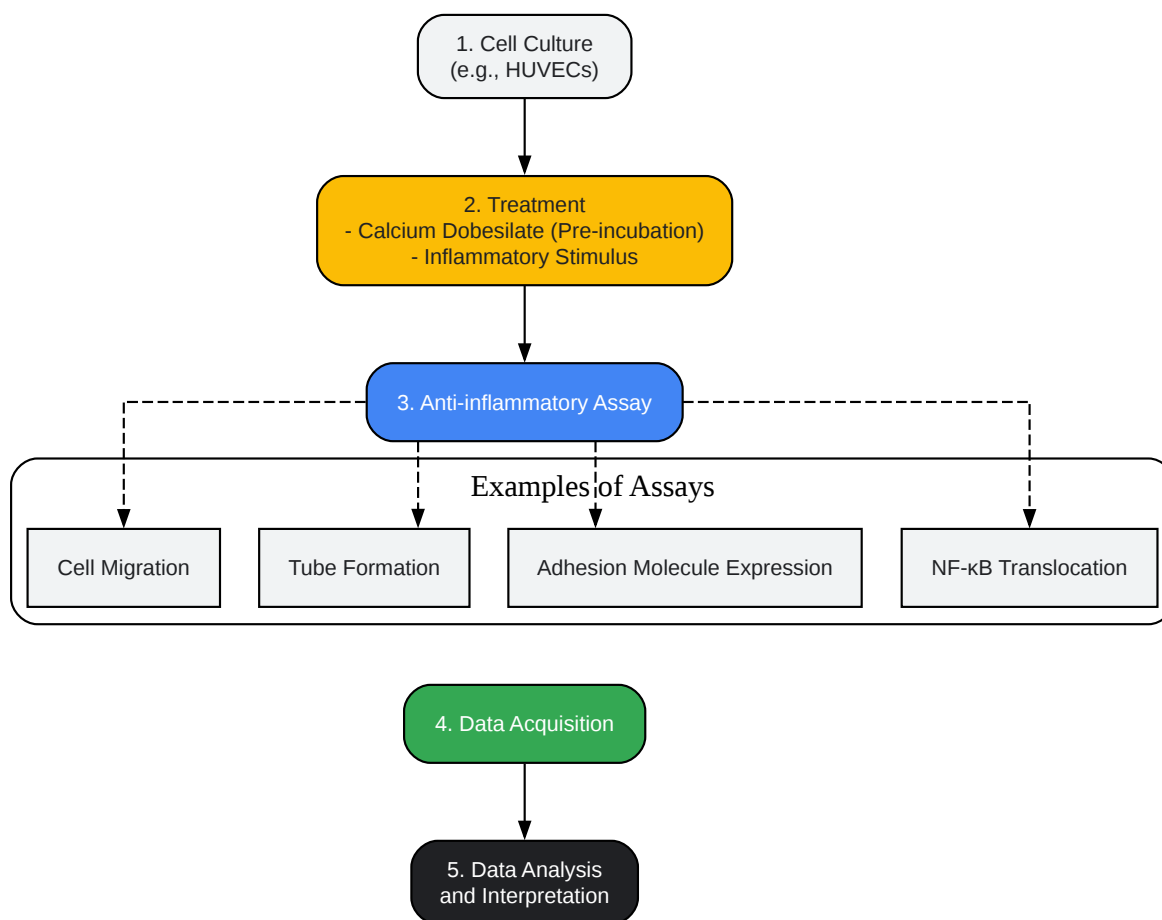 1. Cell Culture
(e.g., HUVECs)
2. Treatment
- Calcium Dobesilate (Pre-incubation)
- Inflammatory Stimulus
3. Anti-inflammatory Assay
Examples of Assays
Cell Migration
Tube Formation
Adhesion Molecule Expression
NF-κB Translocation
4. Data Acquisition
5. Data Analysis
and Interpretation